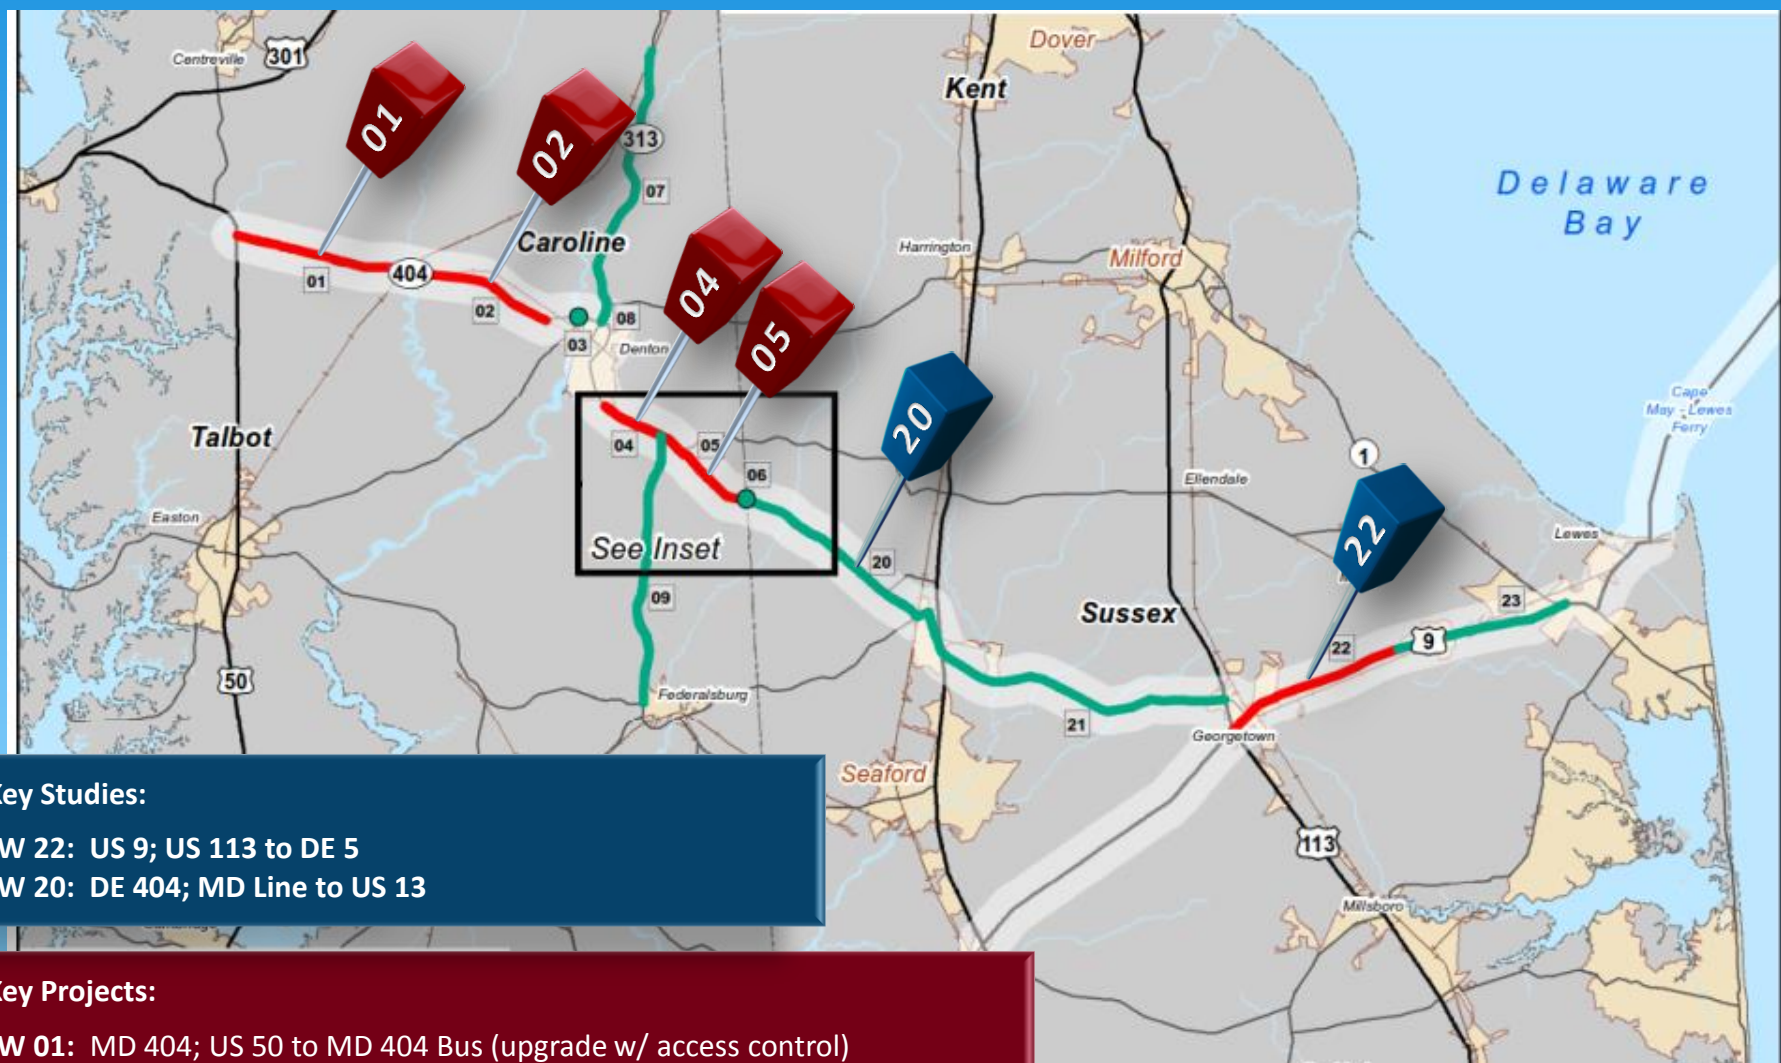 Dover
Centreville
301
Kent
01
02
313
07
Delaware
Bay
Caroline
Harrington
Milford
404
01
02
04
05
08
03
Denton
Cape
May - Lewes
Ferry
20
Talbot
04
05
06
1
Ellendale
22
Easton
Lewes
See Inset
20
09
Sussex
23
22
9
50
Federalsburg
21
Georgetown
Seaford
113
Millsboro
Key Studies:
W 22: US 9; US 113 to DE 5
W 20: DE 404; MD Line to US 13
Key Projects:
W 01: MD 404; US 50 to MD 404 Bus (upgrade w/ access control)